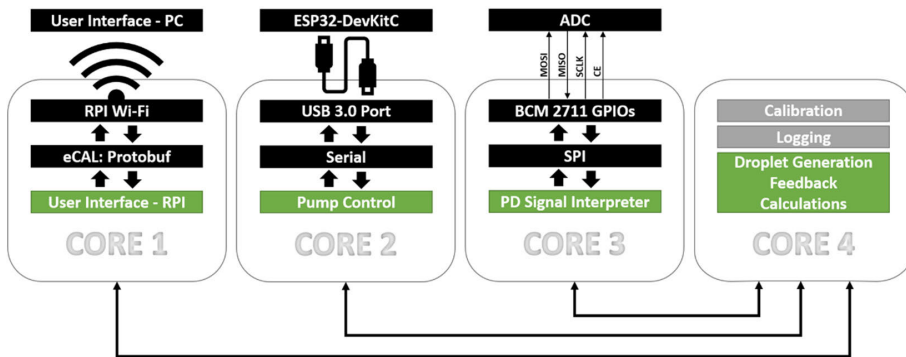 User Interface - PC
ESP32-DevKitC
ADC
MOSI
MISO
SCLK
CE
RPI Wi-Fi
eCAL: Protobuf
User Interface - RPI
CORE 1
USB 3.0 Port
Serial
Pump Control
CORE 2
BCM 2711 GPIOs
SPI
PD Signal Interpreter
CORE 3
Calibration
Logging
Droplet Generation
Feedback
Calculations
CORE 4